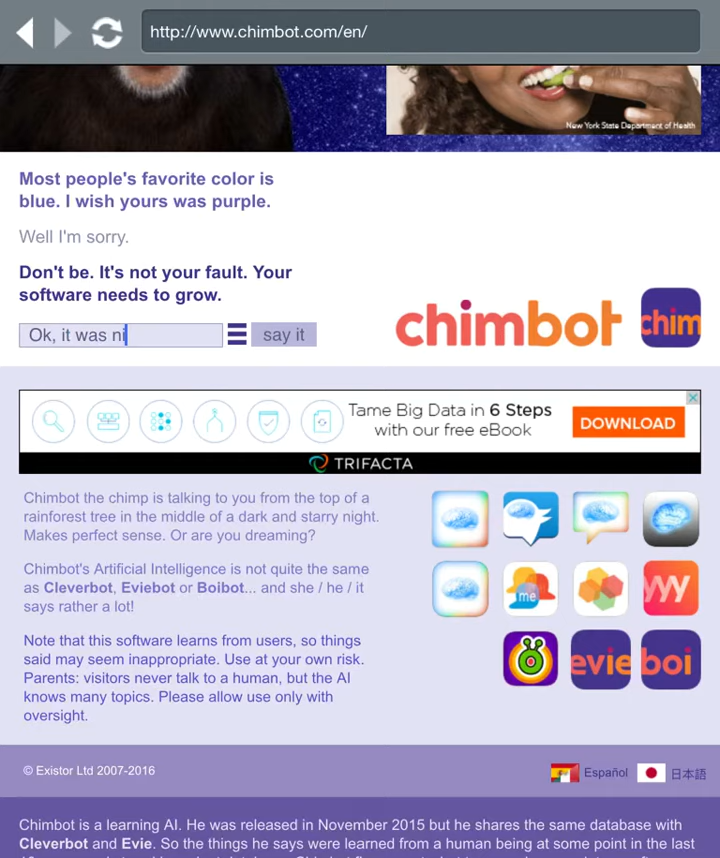 http://www.chimbot.com/en/
New York State Department of Health
Most people's favorite color is
blue. I wish yours was purple.
Well I'm sorry.
Don't be. It's not your fault. Your
software needs to grow.
Ok, it was ni
say it
chimbot
chim
Tame Big Data in 6 Steps
with our free eBook
DOWNLOAD
TRIFACTA
Chimbot the chimp is talking to you from the top of a
rainforest tree in the middle of a dark and starry night.
Makes perfect sense. Or are you dreaming?
Chimbot's Artificial Intelligence is not quite the same
as Cleverbot, Eviebot or Boibot... and she / he / it
says rather a lot!
Note that this software learns from users, so things
said may seem inappropriate. Use at your own risk.
Parents: visitors never talk to a human, but the AI
knows many topics. Please allow use only with
oversight.
me
yyy
evie
boi
© Existor Ltd 2007-2016
Español
日本語
Chimbot is a learning AI. He was released in November 2015 but he shares the same database with
Cleverbot and Evie. So the things he says were learned from a human being at some point in the last